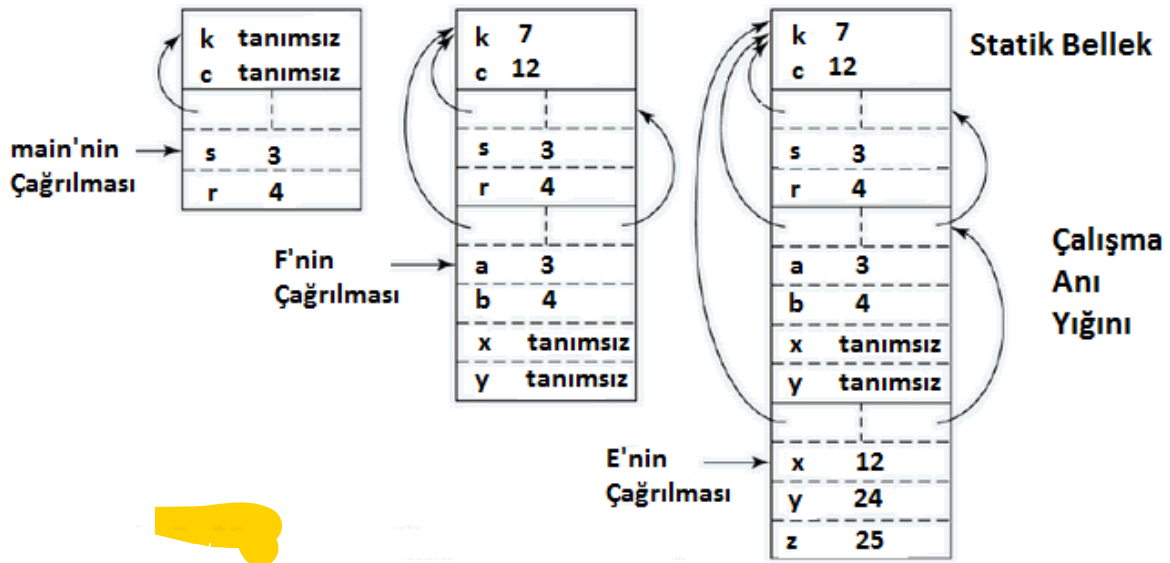 k tanımsız
c tanımsız
main'nin
Çağrılması
s 3
r 4
k 7
c 12
s 3
r 4
F'nin
Çağrılması
a 3
b 4
x tanımsız
y tanımsız
k 7
c 12
s 3
r 4
a 3
b 4
x tanımsız
y tanımsız
E'nin
Çağrılması
x 12
y 24
z 25
Statik Bellek
Çalışma
Anı
Yığını